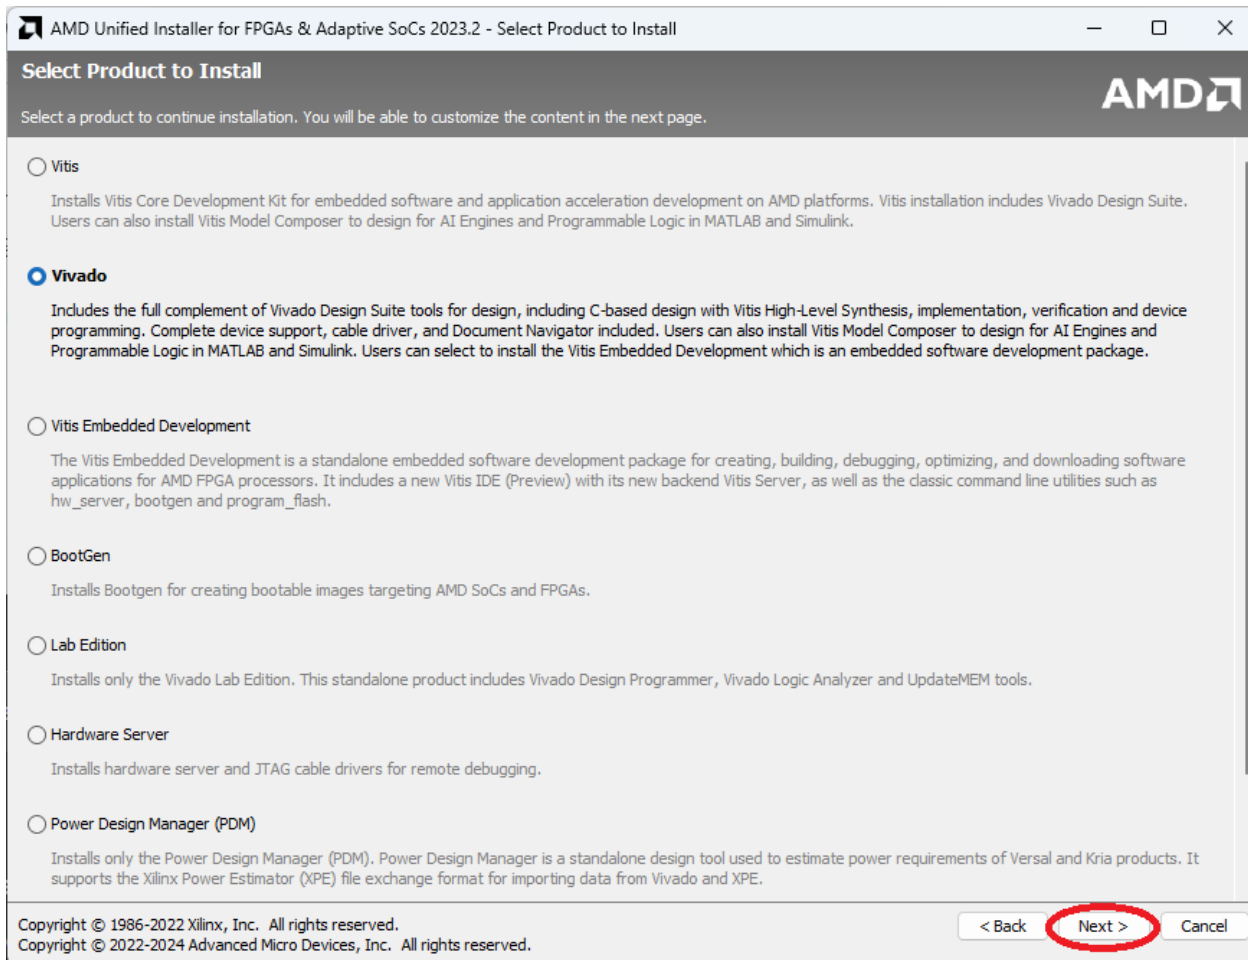 AMD Unified Installer for FPGAs & Adaptive SoCs 2023.2 - Select Product to Install
Select Product to Install
AMD
Select a product to continue installation. You will be able to customize the content in the next page.
Vitis
Installs Vitis Core Development Kit for embedded software and application acceleration development on AMD platforms. Vitis installation includes Vivado Design Suite.
Users can also install Vitis Model Composer to design for AI Engines and Programmable Logic in MATLAB and Simulink.
Vivado
Includes the full complement of Vivado Design Suite tools for design, including C-based design with Vitis High-Level Synthesis, implementation, verification and device
programming. Complete device support, cable driver, and Document Navigator included. Users can also install Vitis Model Composer to design for AI Engines and
Programmable Logic in MATLAB and Simulink. Users can select to install the Vitis Embedded Development which is an embedded software development package.
Vitis Embedded Development
The Vitis Embedded Development is a standalone embedded software development package for creating, building, debugging, optimizing, and downloading software
applications for AMD FPGA processors. It includes a new Vitis IDE (Preview) with its new backend Vitis Server, as well as the classic command line utilities such as
hw_server, bootgen and program_flash.
BootGen
Installs Bootgen for creating bootable images targeting AMD SoCs and FPGAs.
Lab Edition
Installs only the Vivado Lab Edition. This standalone product includes Vivado Design Programmer, Vivado Logic Analyzer and UpdateMEM tools.
Hardware Server
Installs hardware server and JTAG cable drivers for remote debugging.
Power Design Manager (PDM)
Installs only the Power Design Manager (PDM). Power Design Manager is a standalone design tool used to estimate power requirements of Versal and Kria products. It
supports the Xilinx Power Estimator (XPE) file exchange format for importing data from Vivado and XPE.
Copyright © 1986-2022 Xilinx, Inc. All rights reserved.
Copyright © 2022-2024 Advanced Micro Devices, Inc. All rights reserved.
< Back Next > Cancel